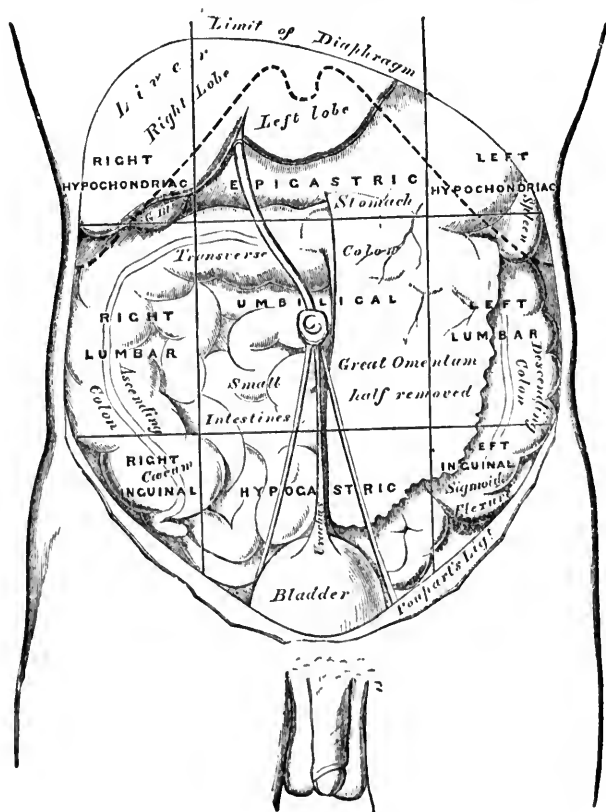 Limit of Diaphragm
Liver
Right Lobe
Left lobe
RIGHT
HYPOCHONDRIAC
EPIGASTRIC
LEFT
HYPOCHONDRIAC
Stomach
Spleen
Transverse
Colon
UMBILICAL
RIGHT
LUMBAR
LEFT
LUMBAR
Ascending
Colon
Descending
Colon
Great Omentum
half removed
Small
Intestines
RIGHT
Cæcum
INGUINAL
HYPOGASTRIC
LEFT
INGUINAL
Sigmoid
Flexure
Urachus
Bladder
Poupart's Lig!